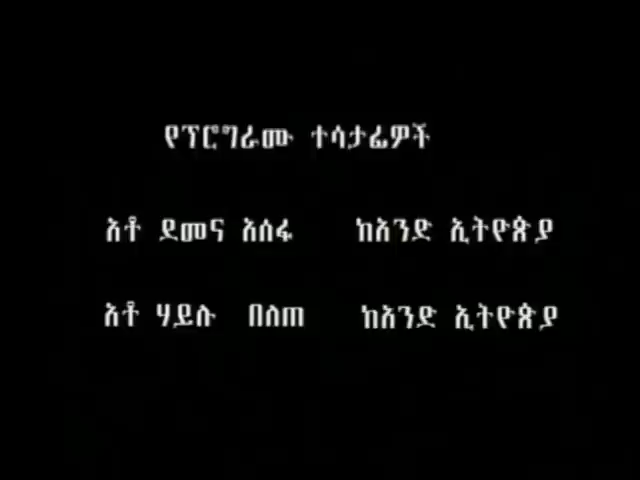 የፕሮግራሙ ተሳታፊዎች
አቶ ደመና አሰፋ ከአንድ ኢትዮጵያ
አቶ ሃይሉ በለጠ ከአንድ ኢትዮጵያ